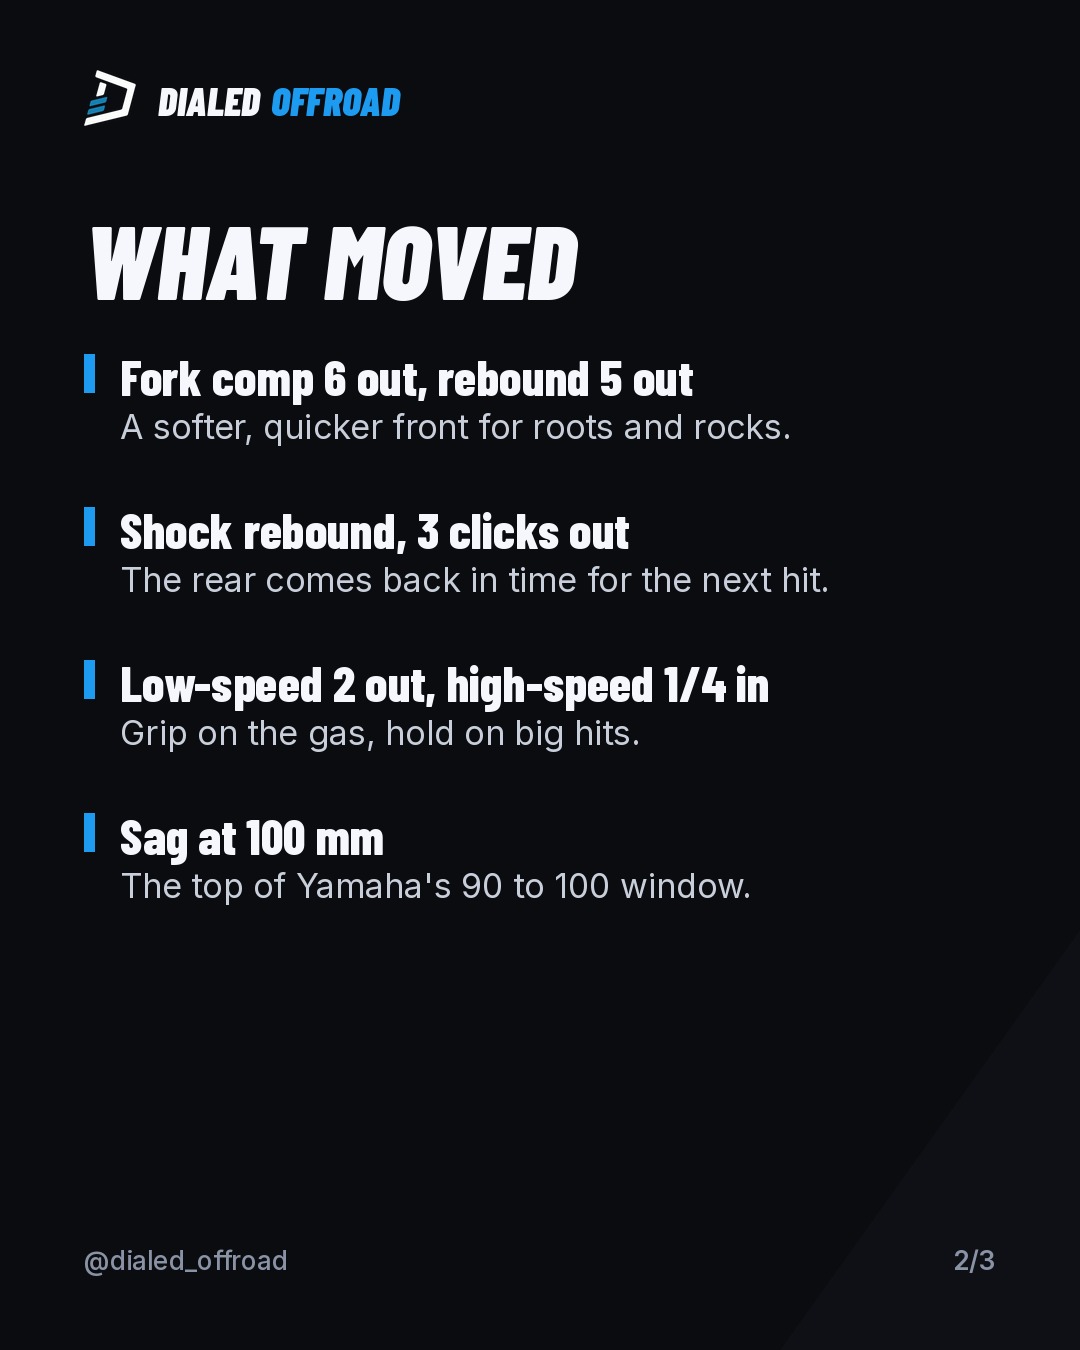 DIALED OFFROAD
WHAT MOVED
Fork comp 6 out, rebound 5 out
A softer, quicker front for roots and rocks.
Shock rebound, 3 clicks out
The rear comes back in time for the next hit.
Low-speed 2 out, high-speed 1/4 in
Grip on the gas, hold on big hits.
Sag at 100 mm
The top of Yamaha's 90 to 100 window.
@dialed_offroad
2/3